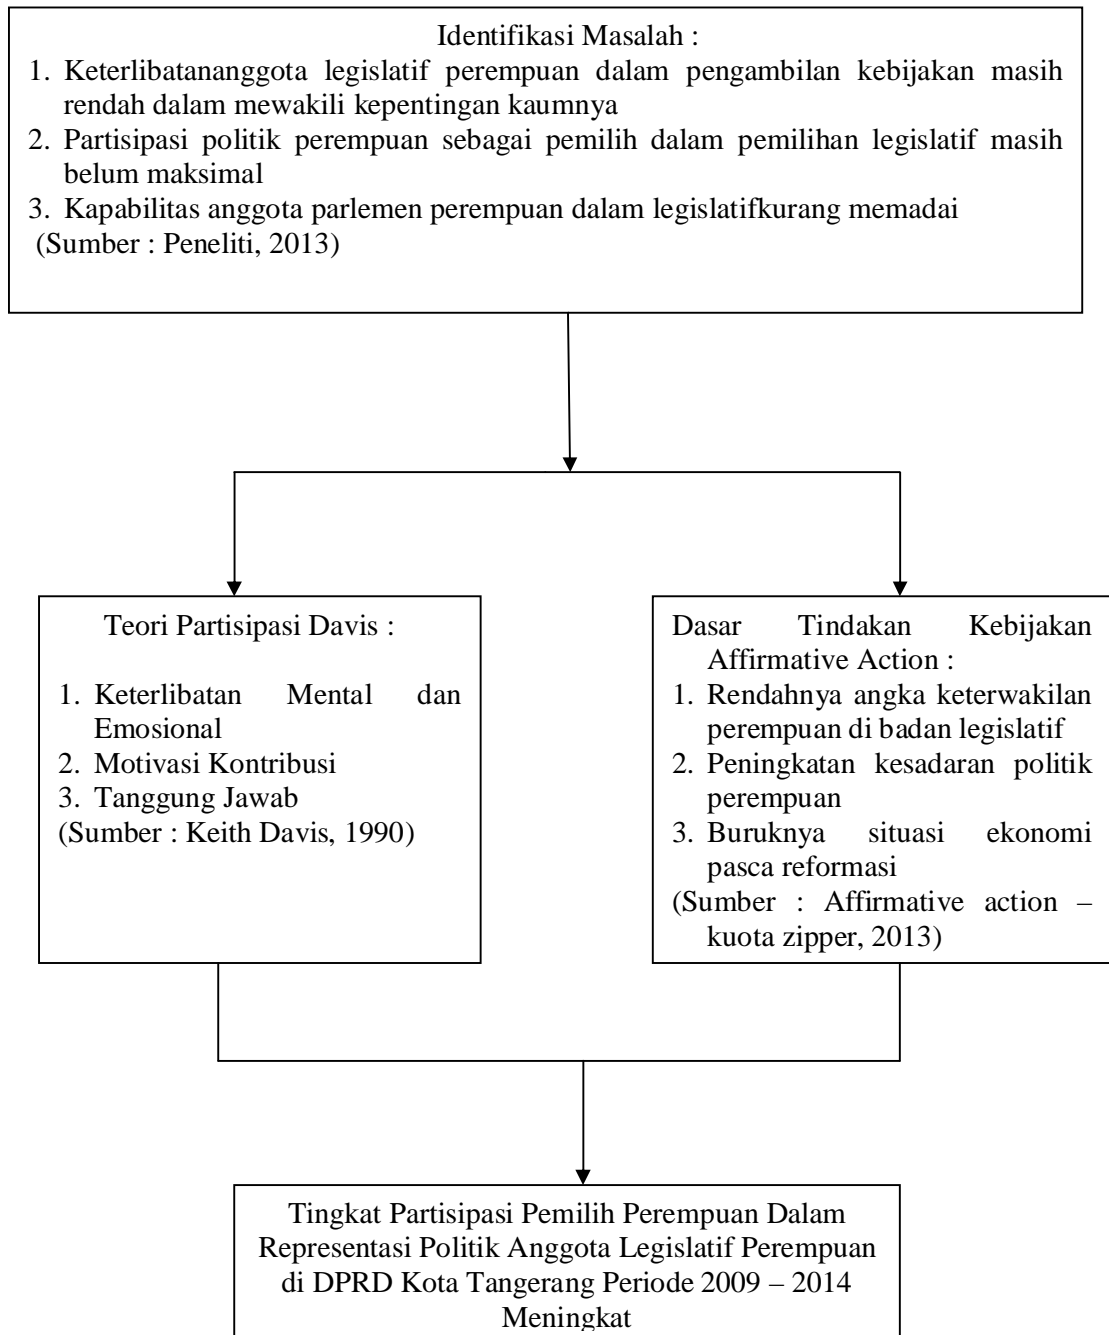 Identifikasi Masalah :
1. Keterlibatananggota legislatif perempuan dalam pengambilan kebijakan masih
rendah dalam mewakili kepentingan kaumnya
2. Partisipasi politik perempuan sebagai pemilih dalam pemilihan legislatif masih
belum maksimal
3. Kapabilitas anggota parlemen perempuan dalam legislatifkurang memadai
(Sumber : Peneliti, 2013)
Teori Partisipasi Davis :
1. Keterlibatan Mental dan
Emosional
2. Motivasi Kontribusi
3. Tanggung Jawab
(Sumber : Keith Davis, 1990)
Dasar Tindakan Kebijakan
Affirmative Action :
1. Rendahnya angka keterwakilan
perempuan di badan legislatif
2. Peningkatan kesadaran politik
perempuan
3. Buruknya situasi ekonomi
pasca reformasi
(Sumber : Affirmative action –
kuota zipper, 2013)
Tingkat Partisipasi Pemilih Perempuan Dalam
Representasi Politik Anggota Legislatif Perempuan
di DPRD Kota Tangerang Periode 2009 – 2014
Meningkat